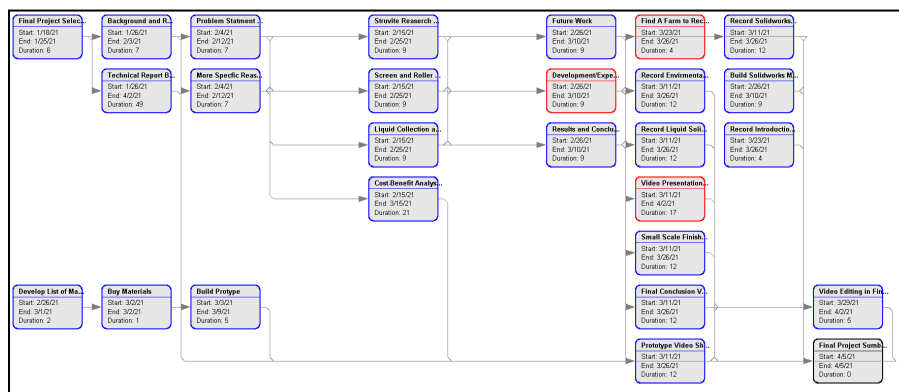 Final Project Selec...
Start: 1/18/21
End: 1/25/21
Duration: 6
Background and R...
Start: 1/26/21
End: 2/3/21
Duration: 7
Problem Statment ...
Start: 2/4/21
End: 2/12/21
Duration: 7
Struvite Reaserch ...
Start: 2/15/21
End: 2/25/21
Duration: 9
Future Work
Start: 2/26/21
End: 3/10/21
Duration: 9
Find A Farm to Rec...
Start: 3/23/21
End: 3/26/21
Duration: 4
Record Solidworks...
Start: 3/11/21
End: 3/26/21
Duration: 12
Technical Report B...
Start: 1/26/21
End: 4/2/21
Duration: 49
More Specfic Reas...
Start: 2/4/21
End: 2/12/21
Duration: 7
Screen and Roller ...
Start: 2/15/21
End: 2/25/21
Duration: 9
Development/Expe...
Start: 2/26/21
End: 3/10/21
Duration: 9
Record Envirmenta...
Start: 3/11/21
End: 3/26/21
Duration: 12
Build Solidworks M...
Start: 2/26/21
End: 3/10/21
Duration: 9
Liquid Collection a...
Start: 2/15/21
End: 2/25/21
Duration: 9
Results and Conclu...
Start: 2/26/21
End: 3/10/21
Duration: 9
Record Liquid Soli...
Start: 3/11/21
End: 3/26/21
Duration: 12
Record Introductio...
Start: 3/23/21
End: 3/26/21
Duration: 4
Cost-Benefit Analys...
Start: 2/15/21
End: 3/15/21
Duration: 21
Video Presentation...
Start: 3/11/21
End: 4/2/21
Duration: 17
Small Scale Finish...
Start: 3/11/21
End: 3/26/21
Duration: 12
Develop List of Ma...
Start: 2/26/21
End: 3/1/21
Duration: 2
Buy Materials
Start: 3/2/21
End: 3/2/21
Duration: 1
Build Protype
Start: 3/3/21
End: 3/9/21
Duration: 5
Final Conclusion V...
Start: 3/11/21
End: 3/26/21
Duration: 12
Video Editing in Fin...
Start: 3/29/21
End: 4/2/21
Duration: 5
Prototype Video Sh...
Start: 3/11/21
End: 3/26/21
Duration: 12
Final Project Sumb...
Start: 4/5/21
End: 4/5/21
Duration: 0